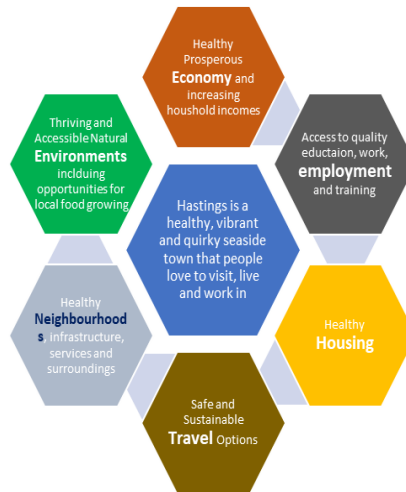 Healthy
Prosperous
Economy and
increasing
houshold incomes
Thriving and
Accessible Natural
Environments
inclduing
opportunities for
local food growing
Access to quality
eductaion, work,
employment
and training
Hastings is a
healthy, vibrant
and quirky seaside
town that people
love to visit, live
and work in
Healthy
Neighbourhood
s, infrastructure,
services and
surroundings
Healthy
Housing
Safe and
Sustainable
Travel Options